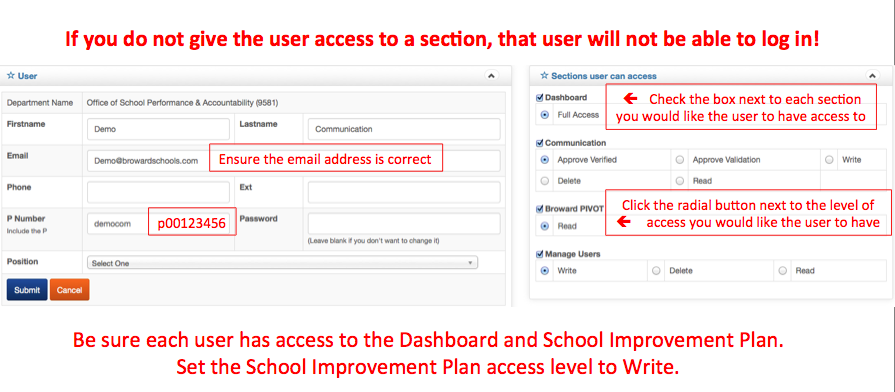 If you do not give the user access to a section, that user will not be able to log in!
User
Department Name Office of School Performance & Accountability (9581)
Firstname Demo Lastname Communication
Email Demo@browardschools.com Ensure the email address is correct
Phone Ext
P Number democom p00123456 Password
Include the P
(Leave blank if you don't want to change it)
Position Select One
Submit Cancel
Sections user can access
Dashboard
Full Access
← Check the box next to each section
you would like the user to have access to
Communication
Approve Verified Approve Validation Write
Delete Read
Broward PIVOT
Read
Click the radial button next to the level of
← access you would like the user to have
Manage Users
Write Delete Read
Be sure each user has access to the Dashboard and School Improvement Plan.
Set the School Improvement Plan access level to Write.